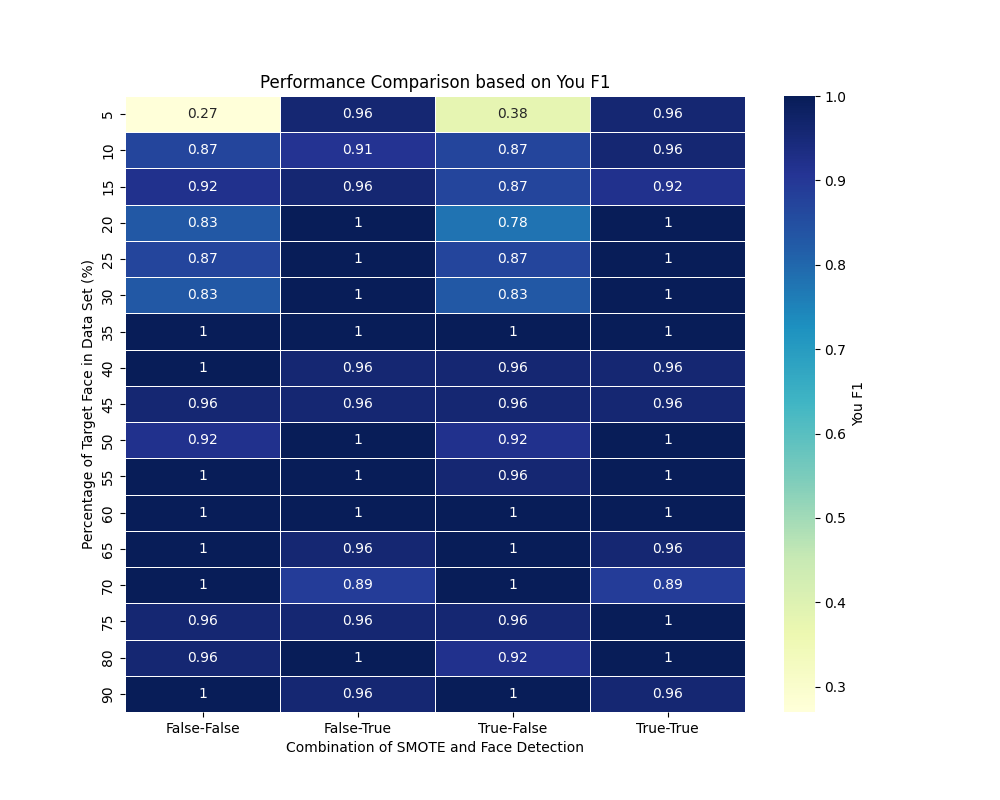 Performance Comparison based on You F1
5 0.27 0.96 0.38 0.96
10 0.87 0.91 0.87 0.96
15 0.92 0.96 0.87 0.92
20 0.83 1 0.78 1
25 0.87 1 0.87 1
30 0.83 1 0.83 1
35 1 1 1 1
40 1 0.96 0.96 0.96
45 0.96 0.96 0.96 0.96
50 0.92 1 0.92 1
55 1 1 0.96 1
60 1 1 1 1
65 1 0.96 1 0.96
70 1 0.89 1 0.89
75 0.96 0.96 0.96 1
80 0.96 1 0.92 1
90 1 0.96 1 0.96
False-False False-True True-False True-True
Combination of SMOTE and Face Detection
Percentage of Target Face in Data Set (%)
1.0
0.9
0.8
0.7
0.6
0.5
0.4
0.3
You F1